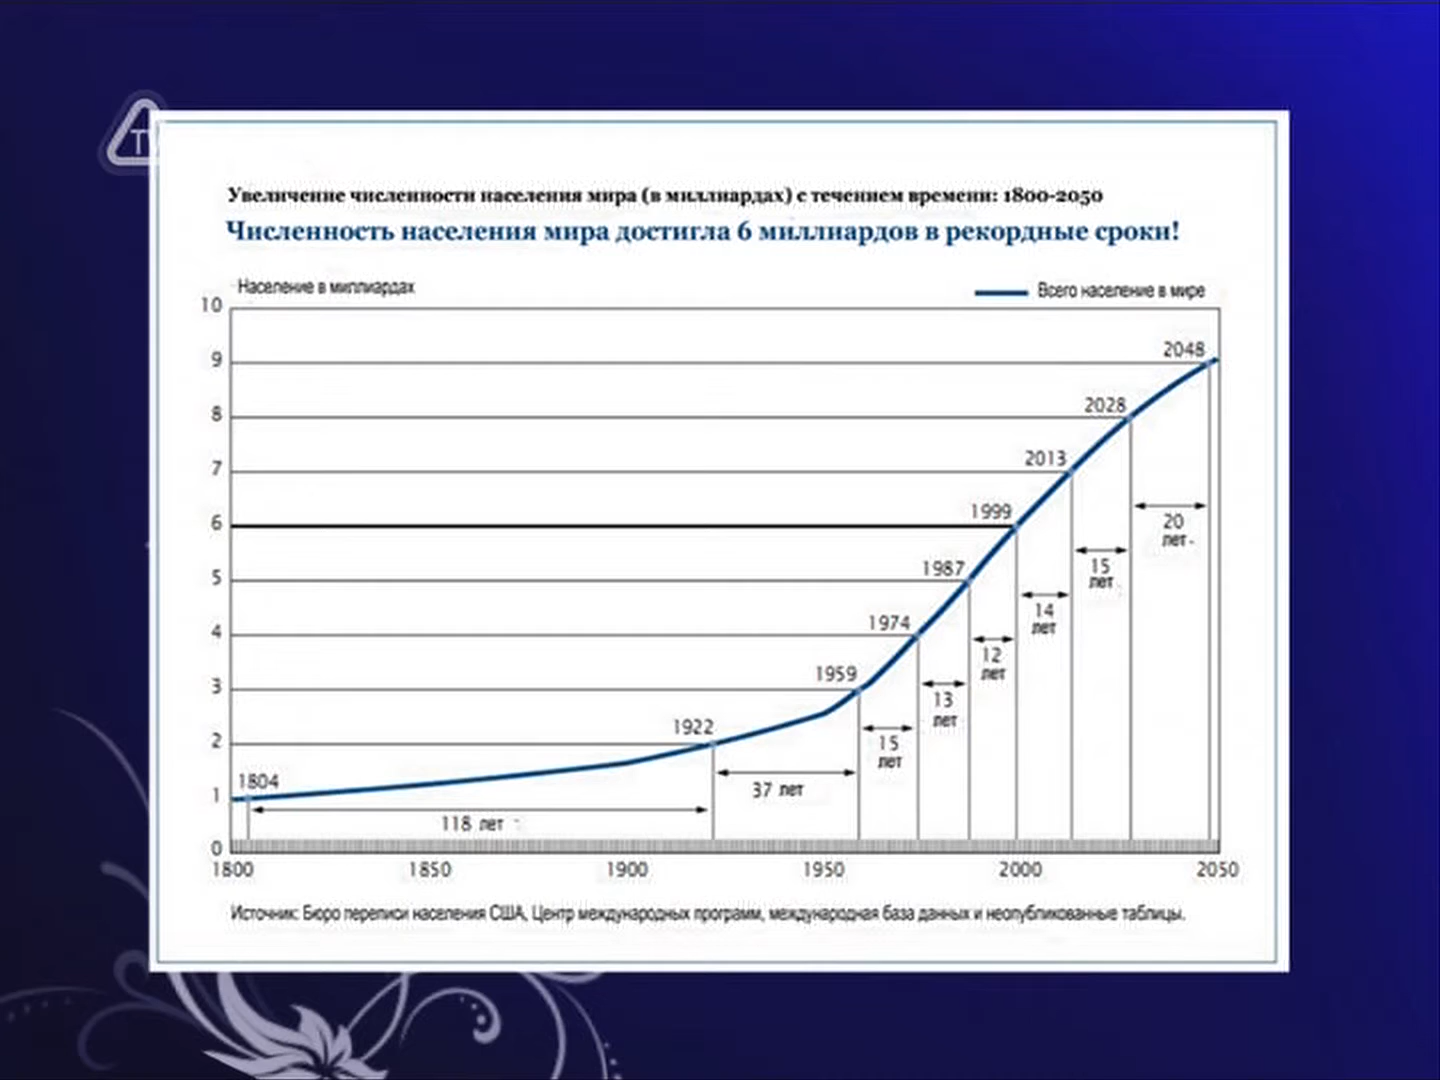 TV
Увеличение численности населения мира (в миллиардах) с течением времени: 1800-2050
Численность населения мира достигла 6 миллиардов в рекордные сроки!
Население в миллиардах
Всего население в мире
10
9
8
7
6
5
4
3
2
1
0
2048
2028
2013
1999
1987
1974
1959
1922
1804
20
лет
15
лет
14
лет
12
лет
13
лет
15
лет
37 лет
118 лет
1800 1850 1900 1950 2000 2050
Источник: Бюро переписи населения США, Центр международных программ, международная база данных и неопубликованные таблицы.